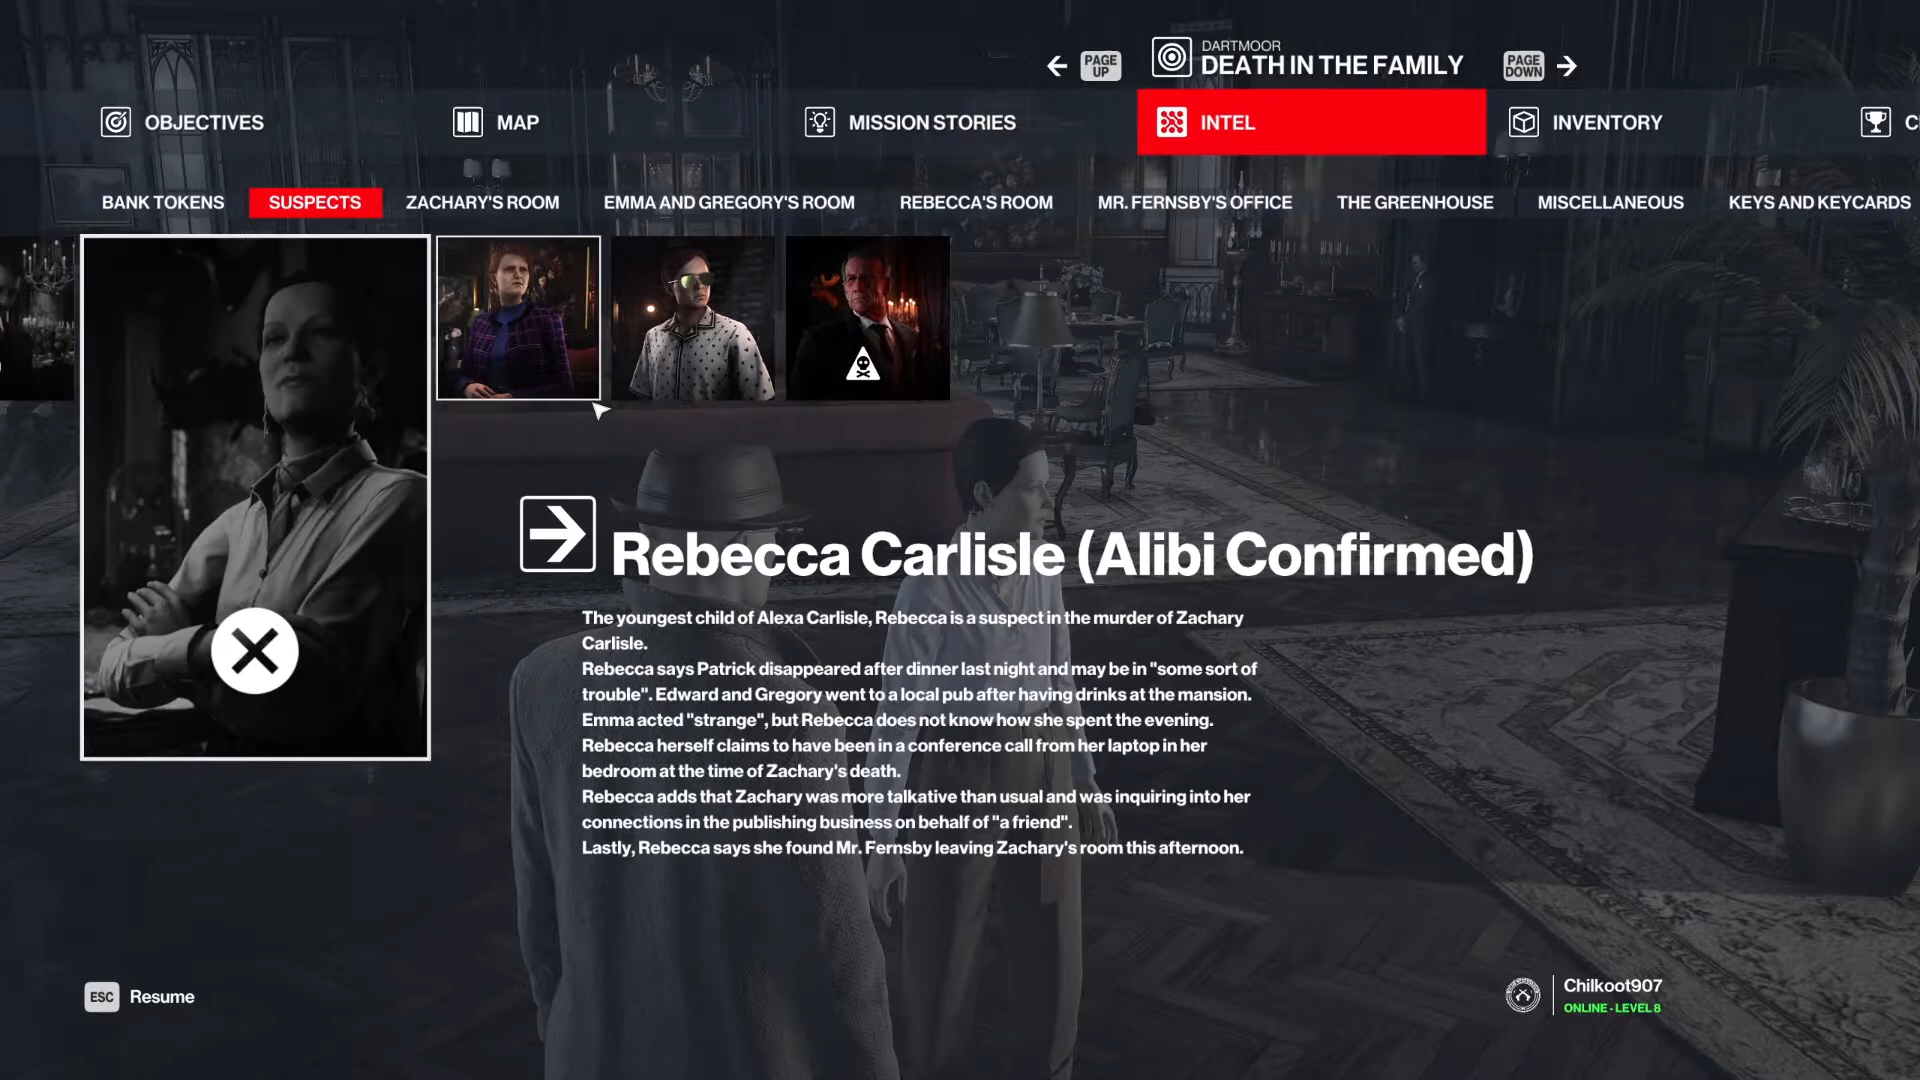 PAGE UP
DARTMOOR
DEATH IN THE FAMILY
PAGE DOWN
OBJECTIVES
MAP
MISSION STORIES
INTEL
INVENTORY
BANK TOKENS
SUSPECTS
ZACHARY'S ROOM
EMMA AND GREGORY'S ROOM
REBECCA'S ROOM
MR. FERNSBY'S OFFICE
THE GREENHOUSE
MISCELLANEOUS
KEYS AND KEYCARDS
Rebecca Carlisle (Alibi Confirmed)
The youngest child of Alexa Carlisle, Rebecca is a suspect in the murder of Zachary
Carlisle.
Rebecca says Patrick disappeared after dinner last night and may be in "some sort of
trouble". Edward and Gregory went to a local pub after having drinks at the mansion.
Emma acted "strange", but Rebecca does not know how she spent the evening.
Rebecca herself claims to have been in a conference call from her laptop in her
bedroom at the time of Zachary's death.
Rebecca adds that Zachary was more talkative than usual and was inquiring into her
connections in the publishing business on behalf of "a friend".
Lastly, Rebecca says she found Mr. Fernsby leaving Zachary's room this afternoon.
ESC Resume
Chilkoot907
ONLINE - LEVEL 8